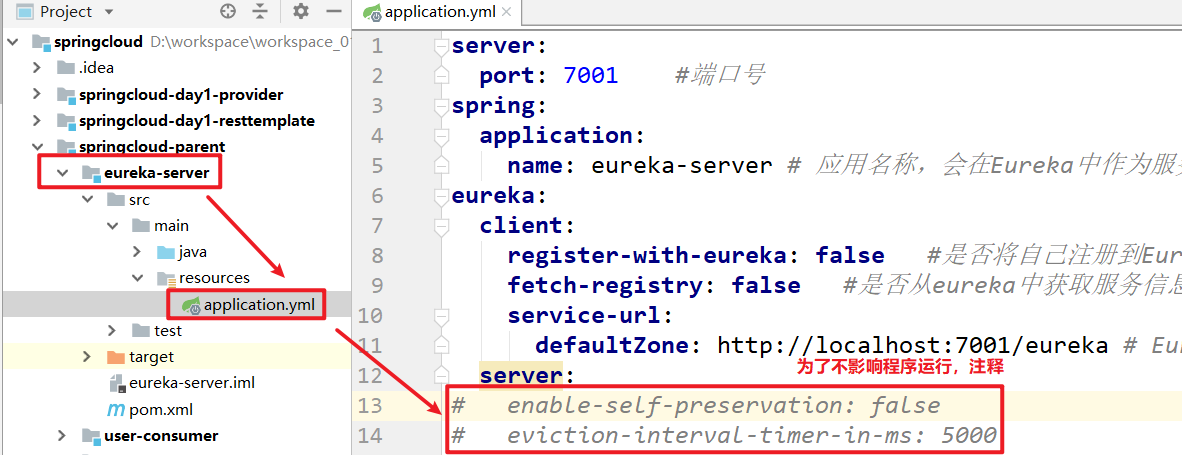 Project
springcloud D:\workspace\workspace_01
.idea
springcloud-day1-provider
springcloud-day1-resttemplate
springcloud-parent
eureka-server
src
main
java
resources
application.yml
test
target
eureka-server.iml
pom.xml
user-consumer
application.yml
1 server:
2 port: 7001 #端口号
3 spring:
4 application:
5 name: eureka-server # 应用名称，会在Eureka中作为服
6 eureka:
7 client:
8 register-with-eureka: false #是否将自己注册到Eur
9 fetch-registry: false #是否从eureka中获取服务信息
10 service-url:
11 defaultZone: http://localhost:7001/eureka # Eu
为了不影响程序运行，注释
12 server:
13 # enable-self-preservation: false
14 # eviction-interval-timer-in-ms: 5000